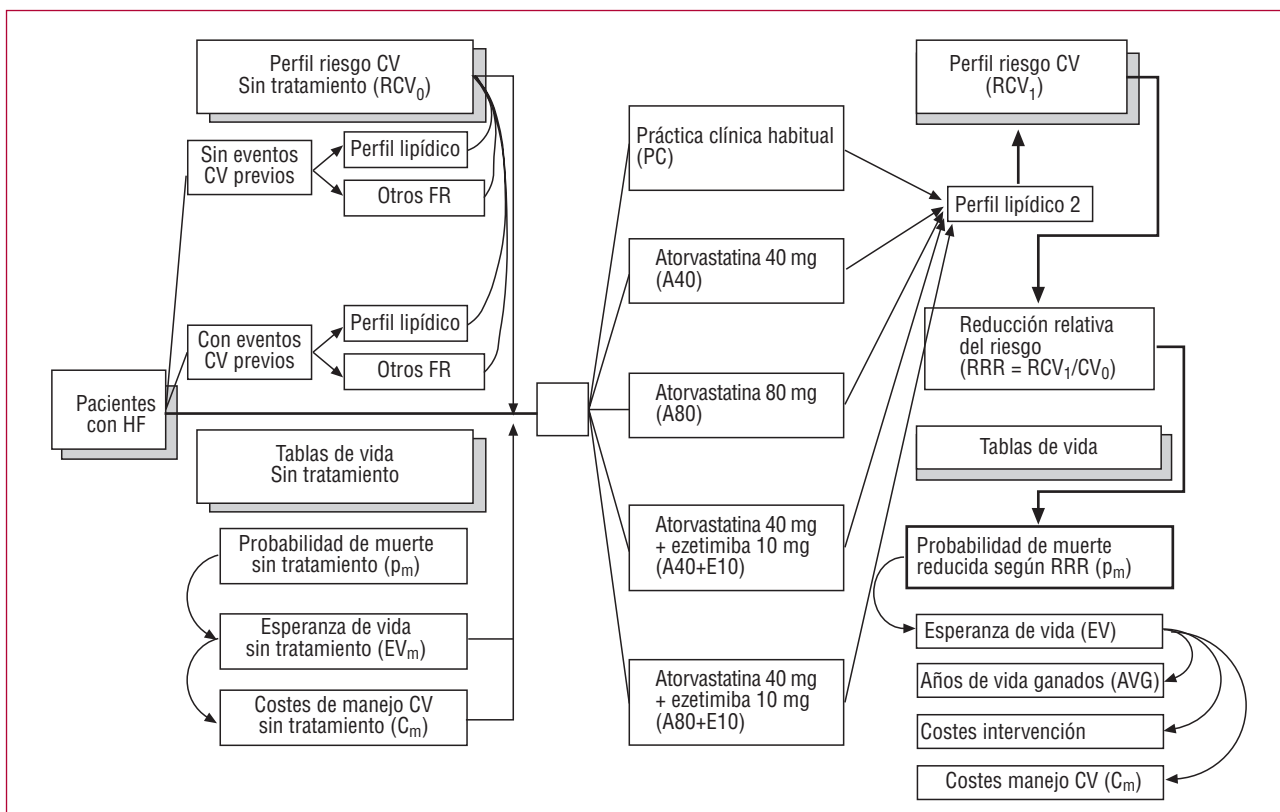 Perfil riesgo CV
Sin tratamiento (RCV0)
Sin eventos
CV previos
Perfil lipídico
Otros FR
Con eventos
CV previos
Perfil lipídico
Otros FR
Pacientes
con HF
Tablas de vida
Sin tratamiento
Probabilidad de muerte
sin tratamiento (pm)
Esperanza de vida
sin tratamiento (EVm)
Costes de manejo CV
sin tratamiento (Cm)
Práctica clínica habitual
(PC)
Atorvastatina 40 mg
(A40)
Atorvastatina 80 mg
(A80)
Atorvastatina 40 mg
+ ezetimiba 10 mg
(A40+E10)
Atorvastatina 40 mg
+ ezetimiba 10 mg
(A80+E10)
Perfil riesgo CV
(RCV1)
Perfil lipídico 2
Reducción relativa
del riesgo
(RRR = RCV1/CV0)
Tablas de vida
Probabilidad de muerte
reducida según RRR (pm)
Esperanza de vida (EV)
Años de vida ganados (AVG)
Costes intervención
Costes manejo CV (Cm)